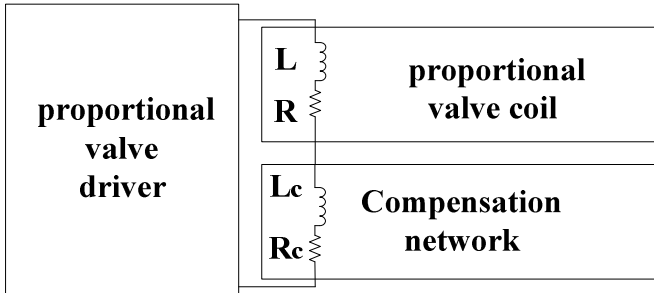 proportional
valve
driver
L
R
proportional
valve coil
Lc
Rc
Compensation
network